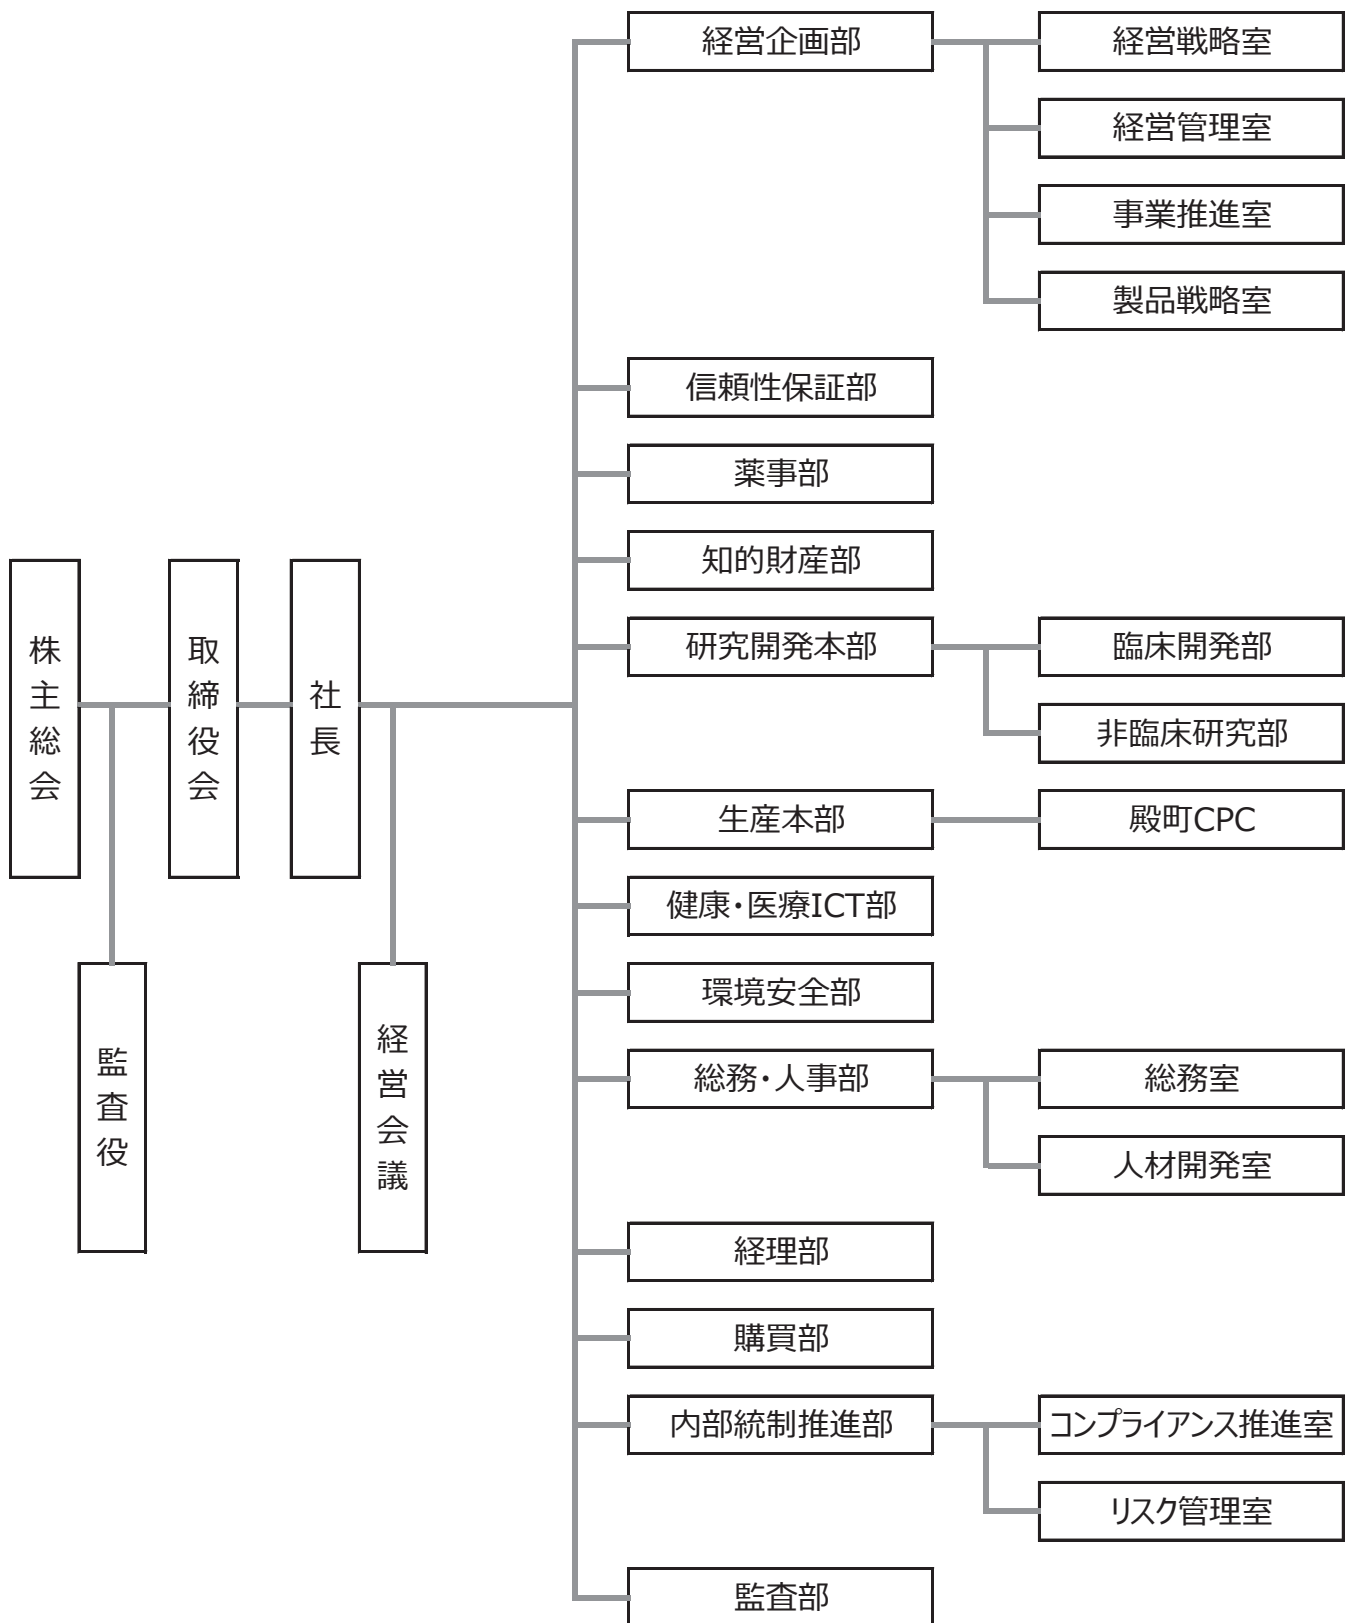 株主総会
監査役
取締役会
社長
経営会議
経営企画部
経営戦略室
経営管理室
事業推進室
製品戦略室
信頼性保証部
薬事部
知的財産部
研究開発本部
臨床開発部
非臨床研究部
生産本部
殿町CPC
健康・医療ICT部
環境安全部
総務・人事部
総務室
人材開発室
経理部
購買部
内部統制推進部
コンプライアンス推進室
リスク管理室
監査部